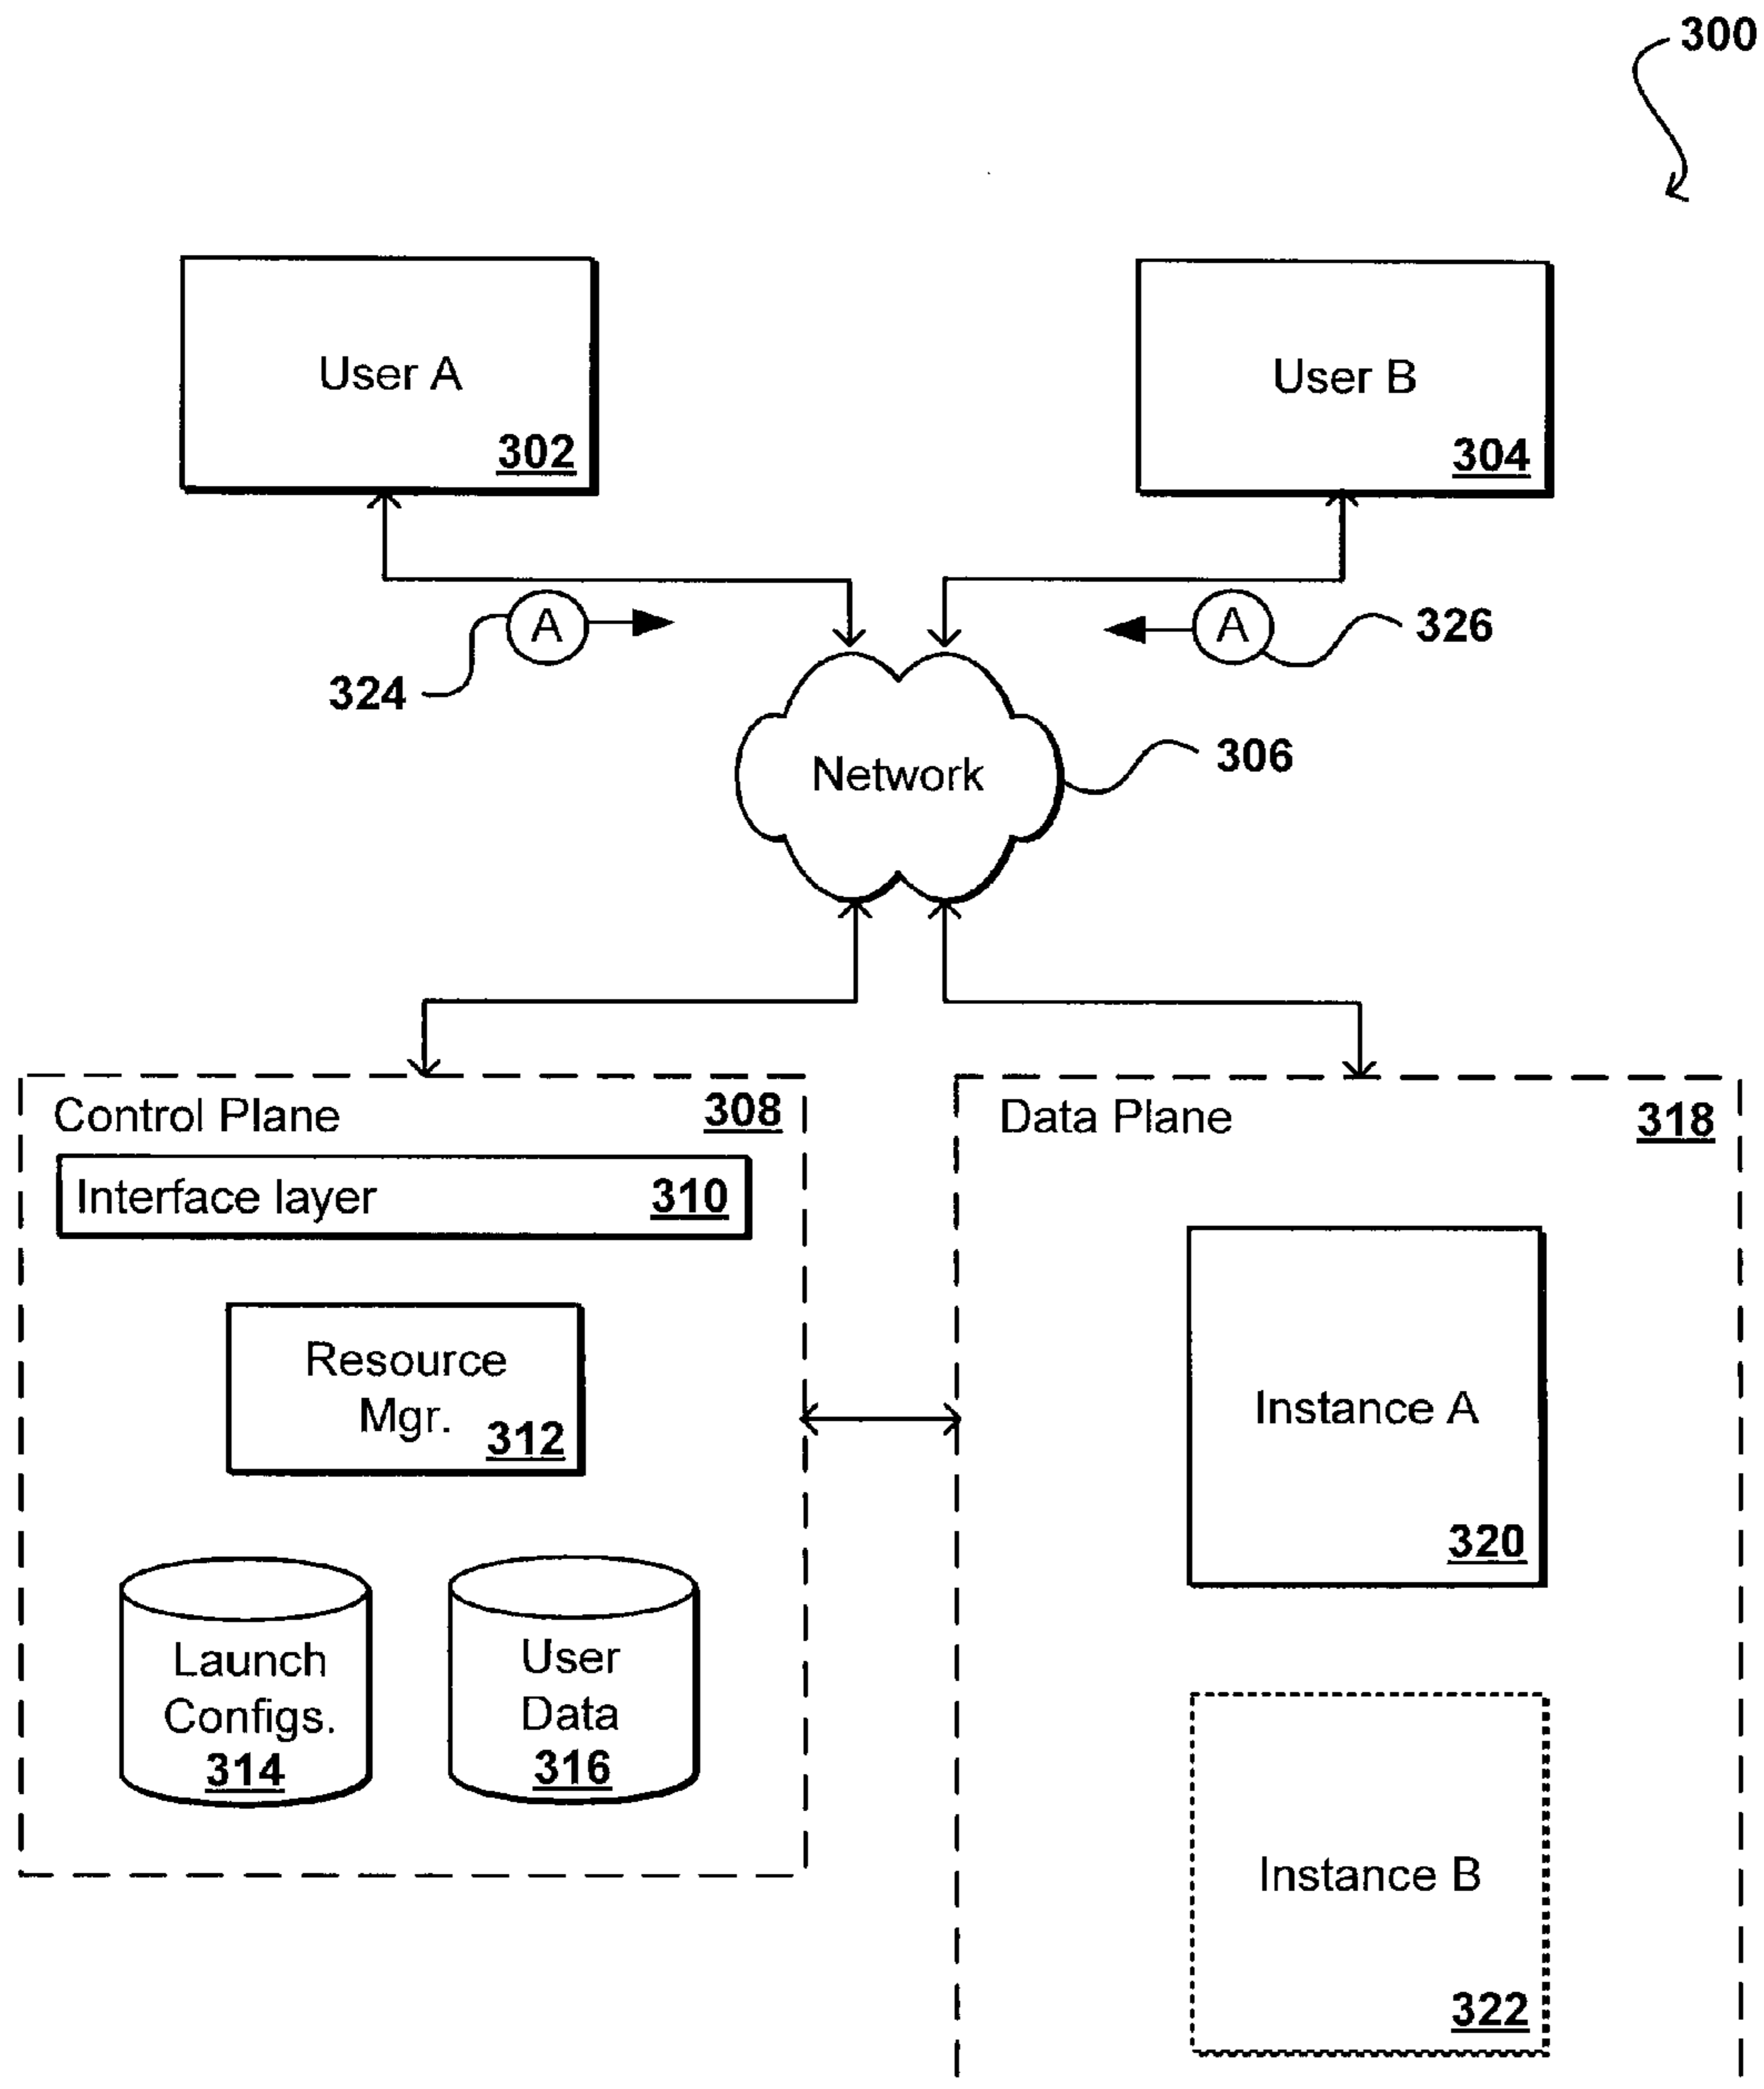 300
User A
302
User B
304
A
324
A
326
Network
306
Control Plane 308
Interface layer 310
Resource
Mgr. 312
Launch
Configs.
314
User
Data
316
Data Plane 318
Instance A
320
Instance B
322